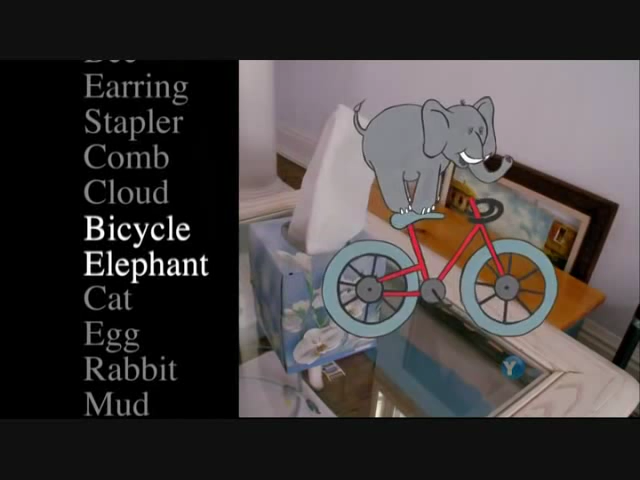 Earring
Stapler
Comb
Cloud
Bicycle
Elephant
Cat
Egg
Rabbit
Mud
Y